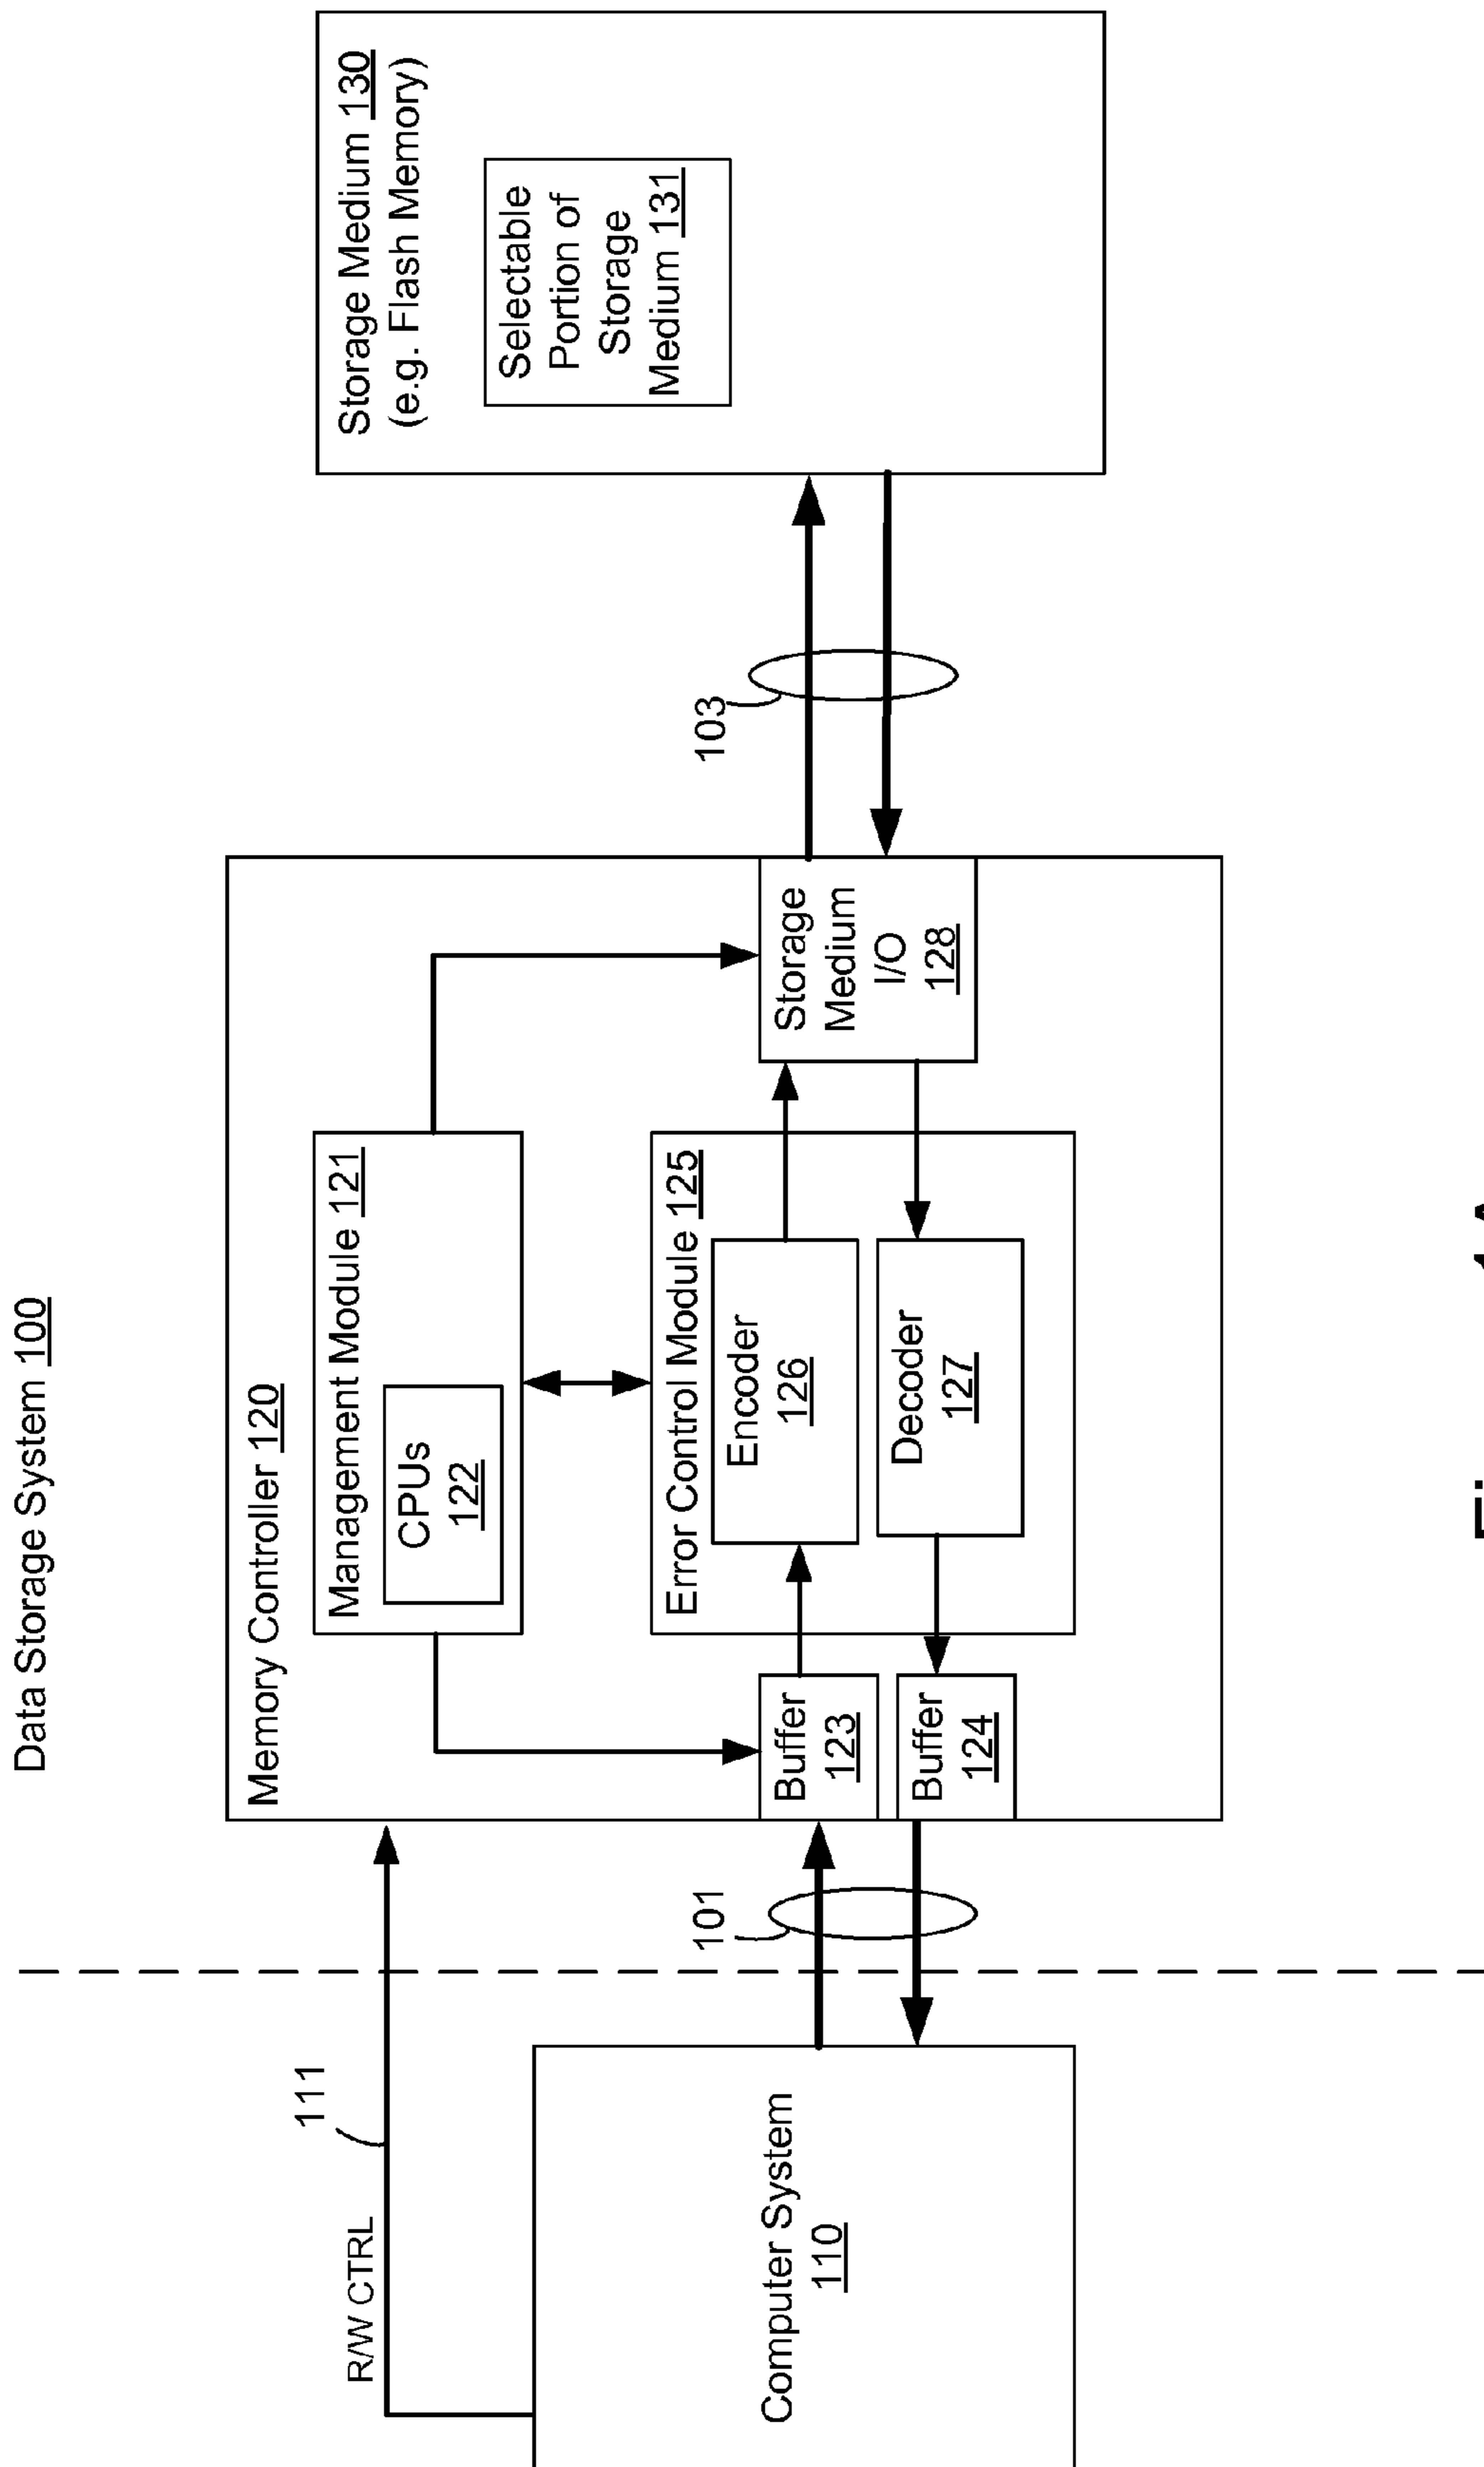 Data Storage System 100
R/W CTRL
111
Computer System
110
101
Memory Controller 120
Management Module 121
CPUs
122
Buffer
123
Buffer
124
Error Control Module 125
Encoder
126
Decoder
127
Storage
Medium
I/O
128
103
Storage Medium 130
(e.g. Flash Memory)
Selectable
Portion of
Storage
Medium 131